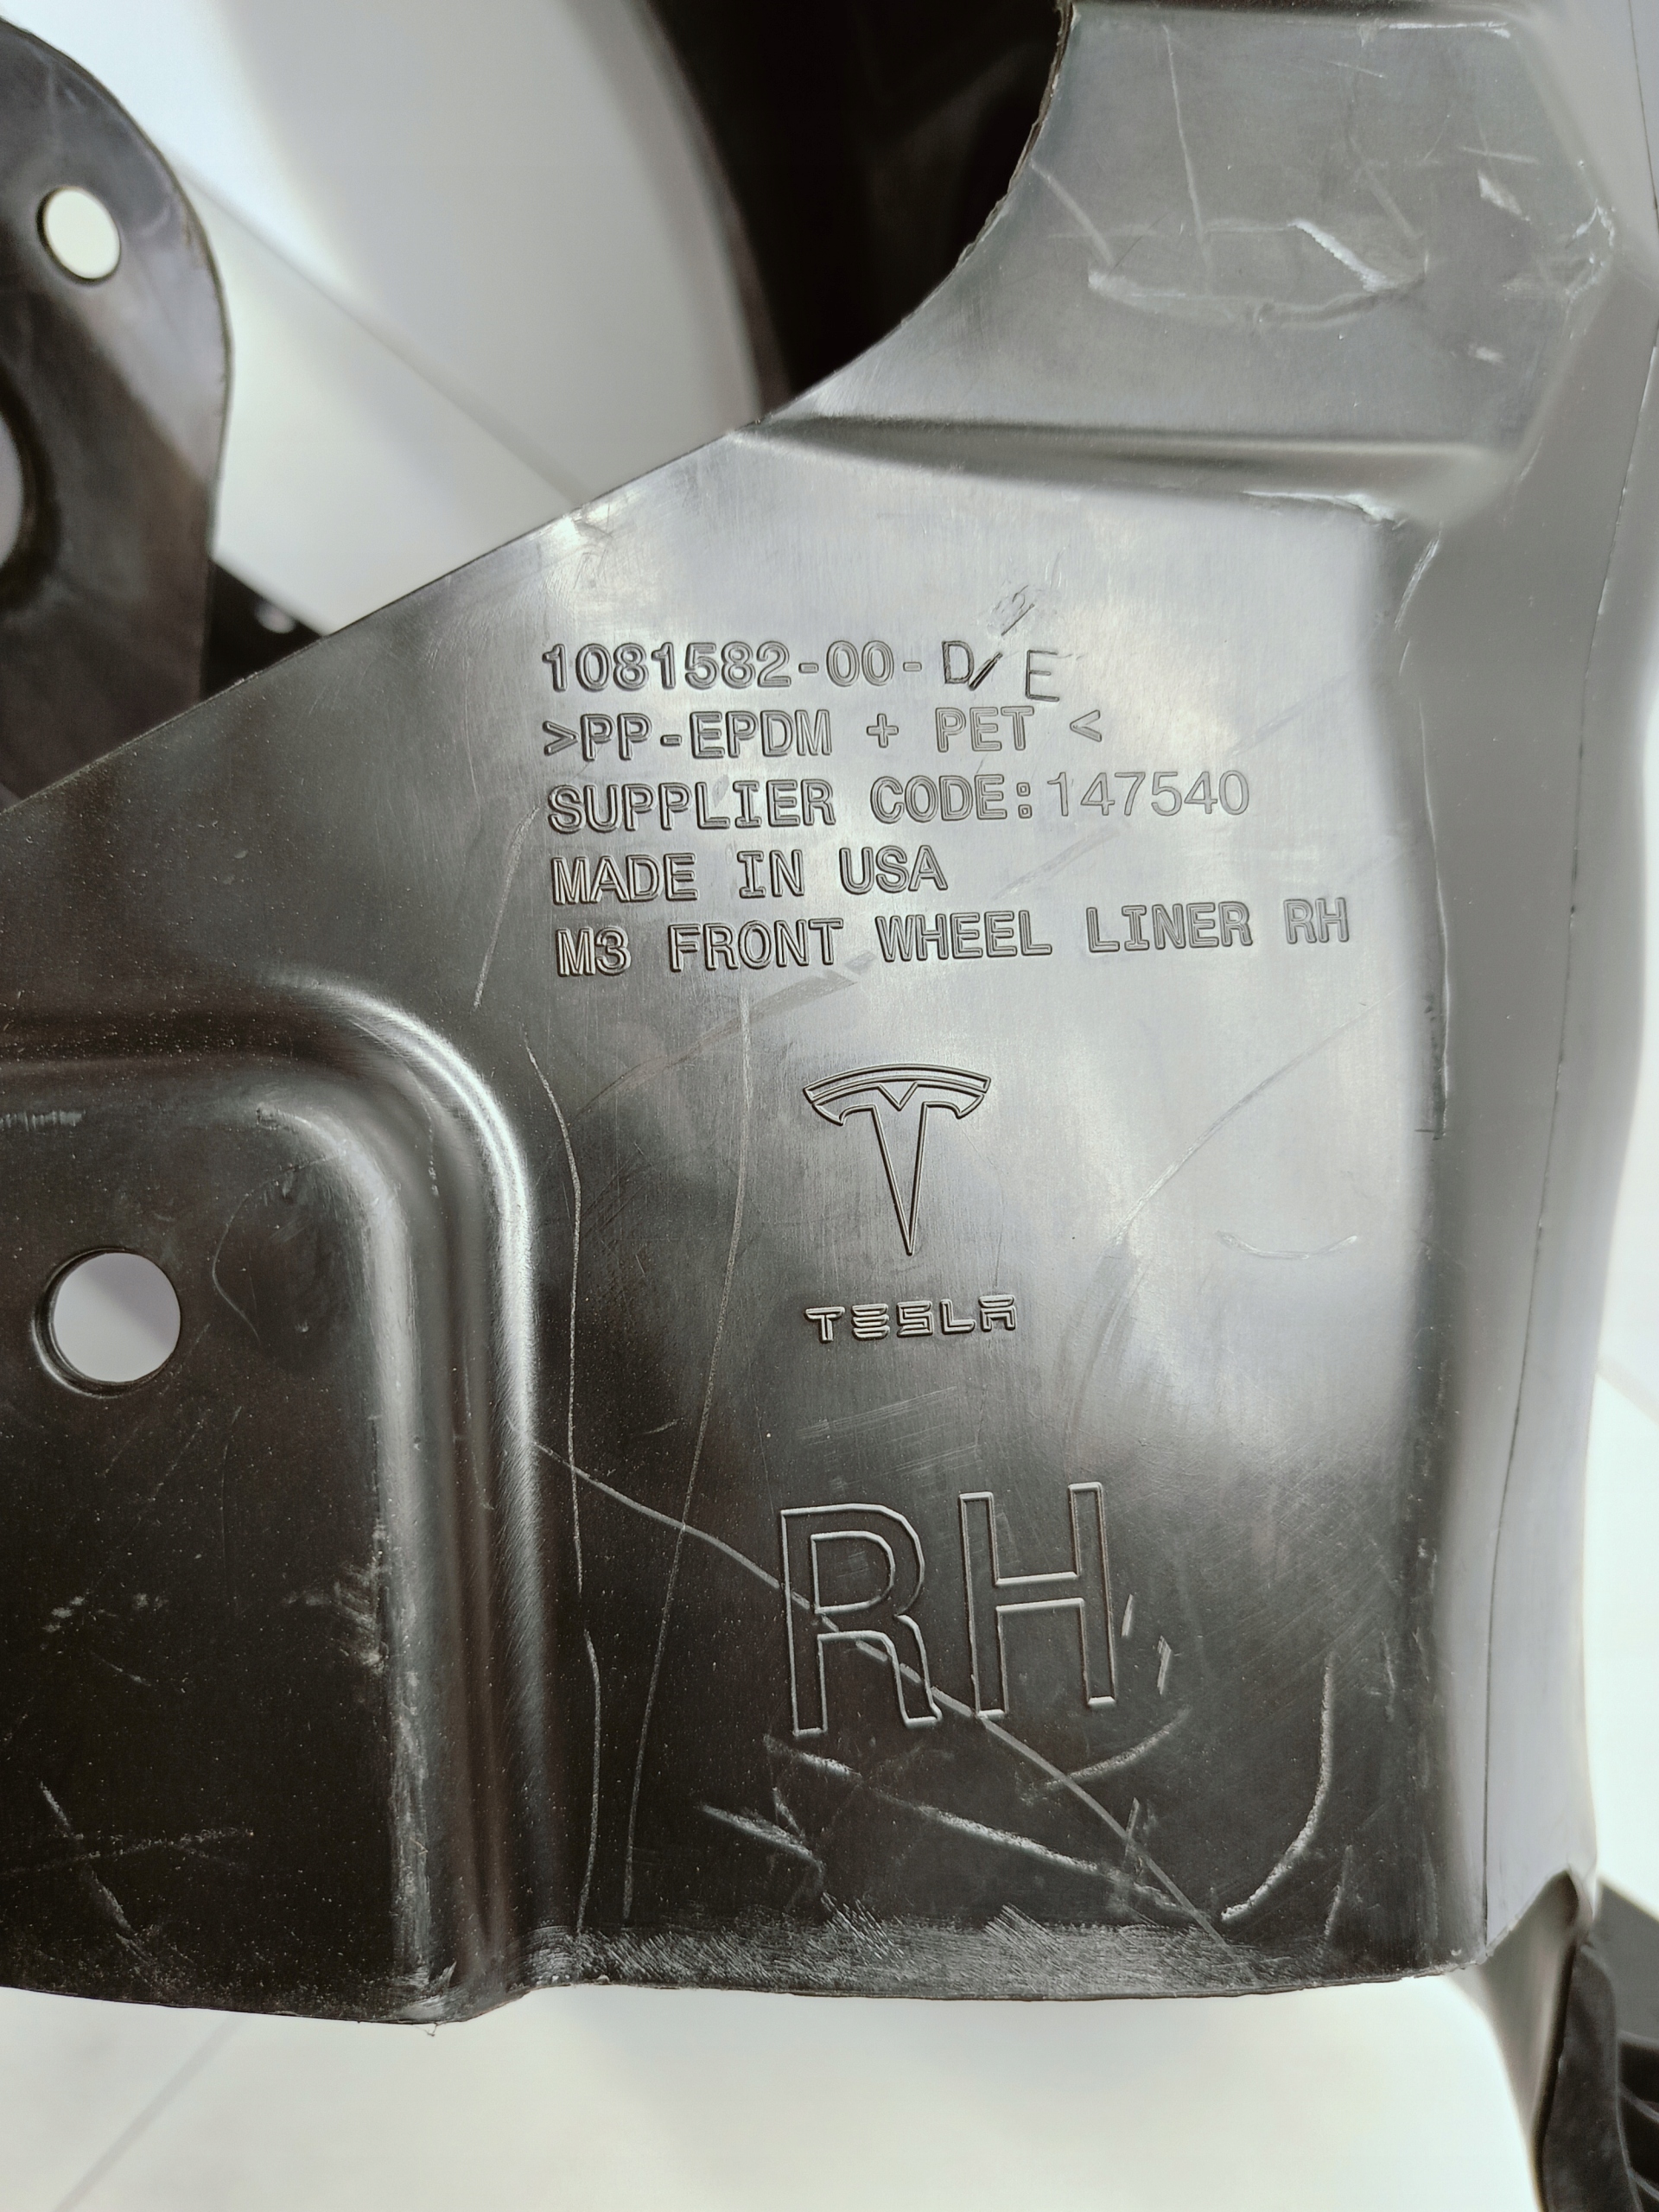 1081582-00-D/E
>PP-EPDM + PET <
SUPPLIER CODE:147540
MADE IN USA
M3 FRONT WHEEL LINER RH
TESLA
RH